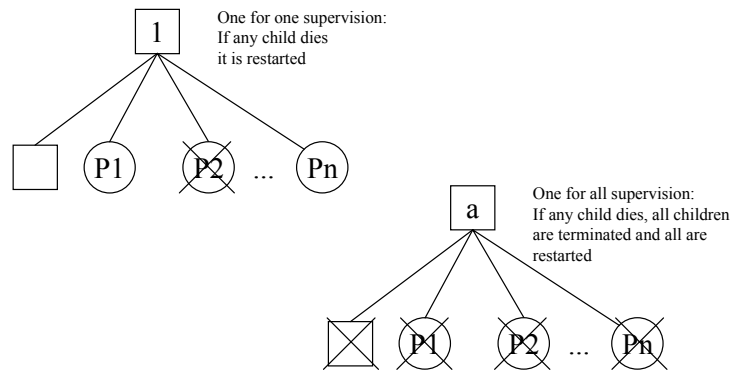 1
One for one supervision:
If any child dies
it is restarted
P1
P2
...
Pn
a
One for all supervision:
If any child dies, all children
are terminated and all are
restarted
P1
P2
...
Pn